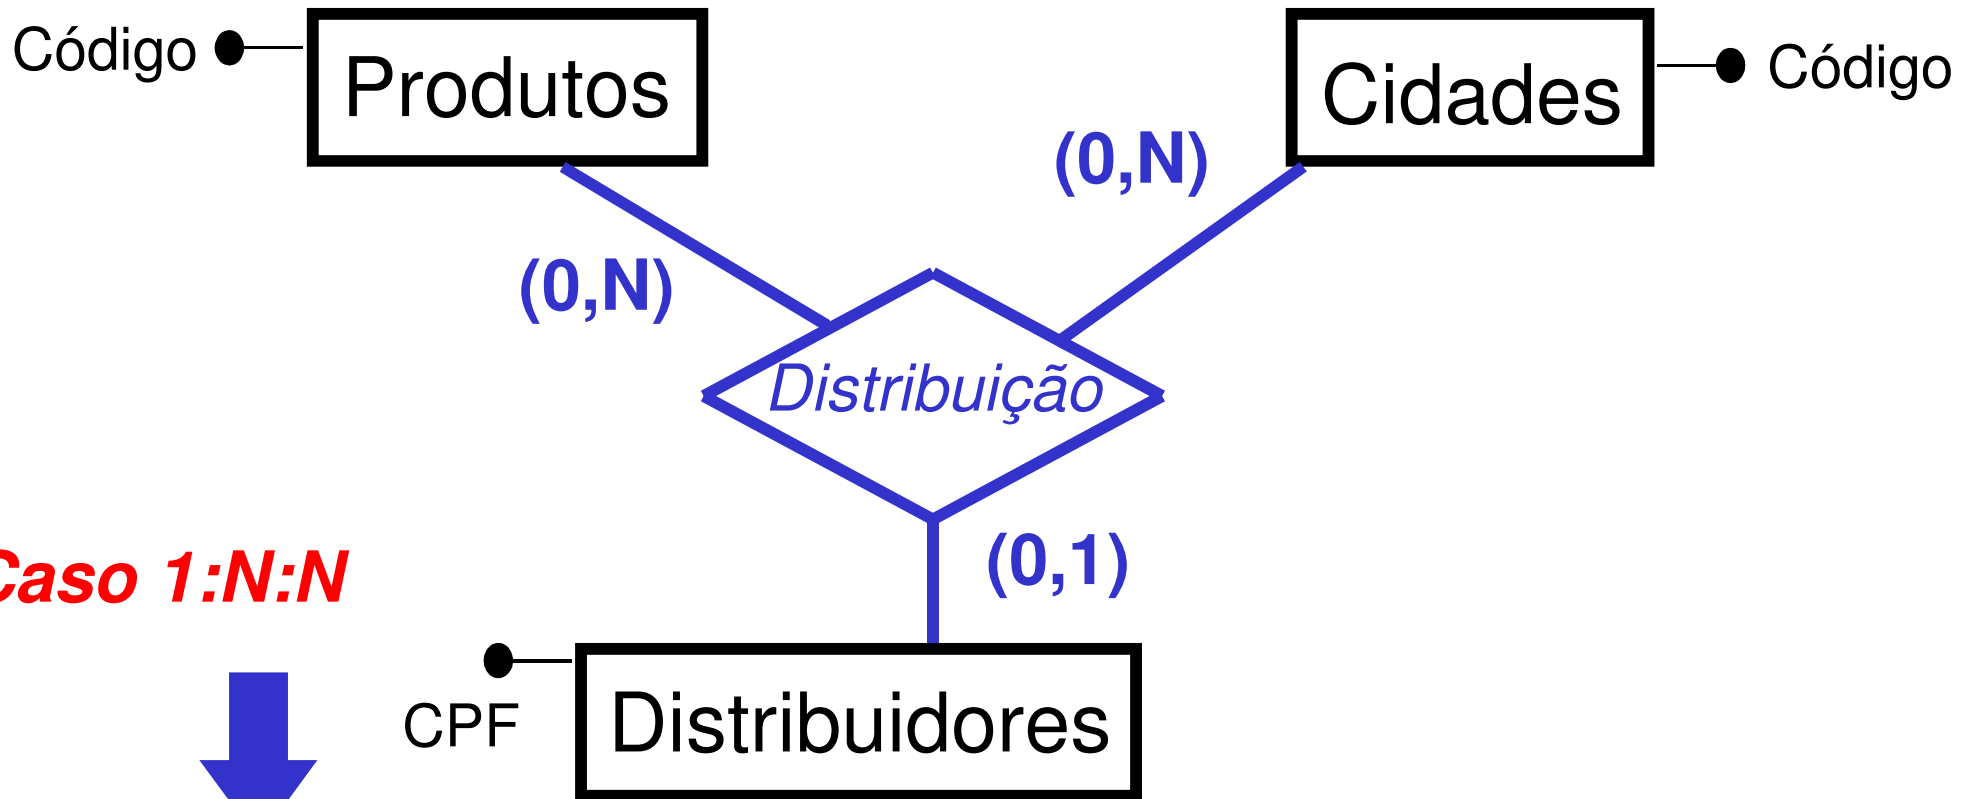 Código
Produtos
Cidades
Código
(0,N)
(0,N)
Distribuição
Caso 1:N:N
(0,1)
CPF
Distribuidores